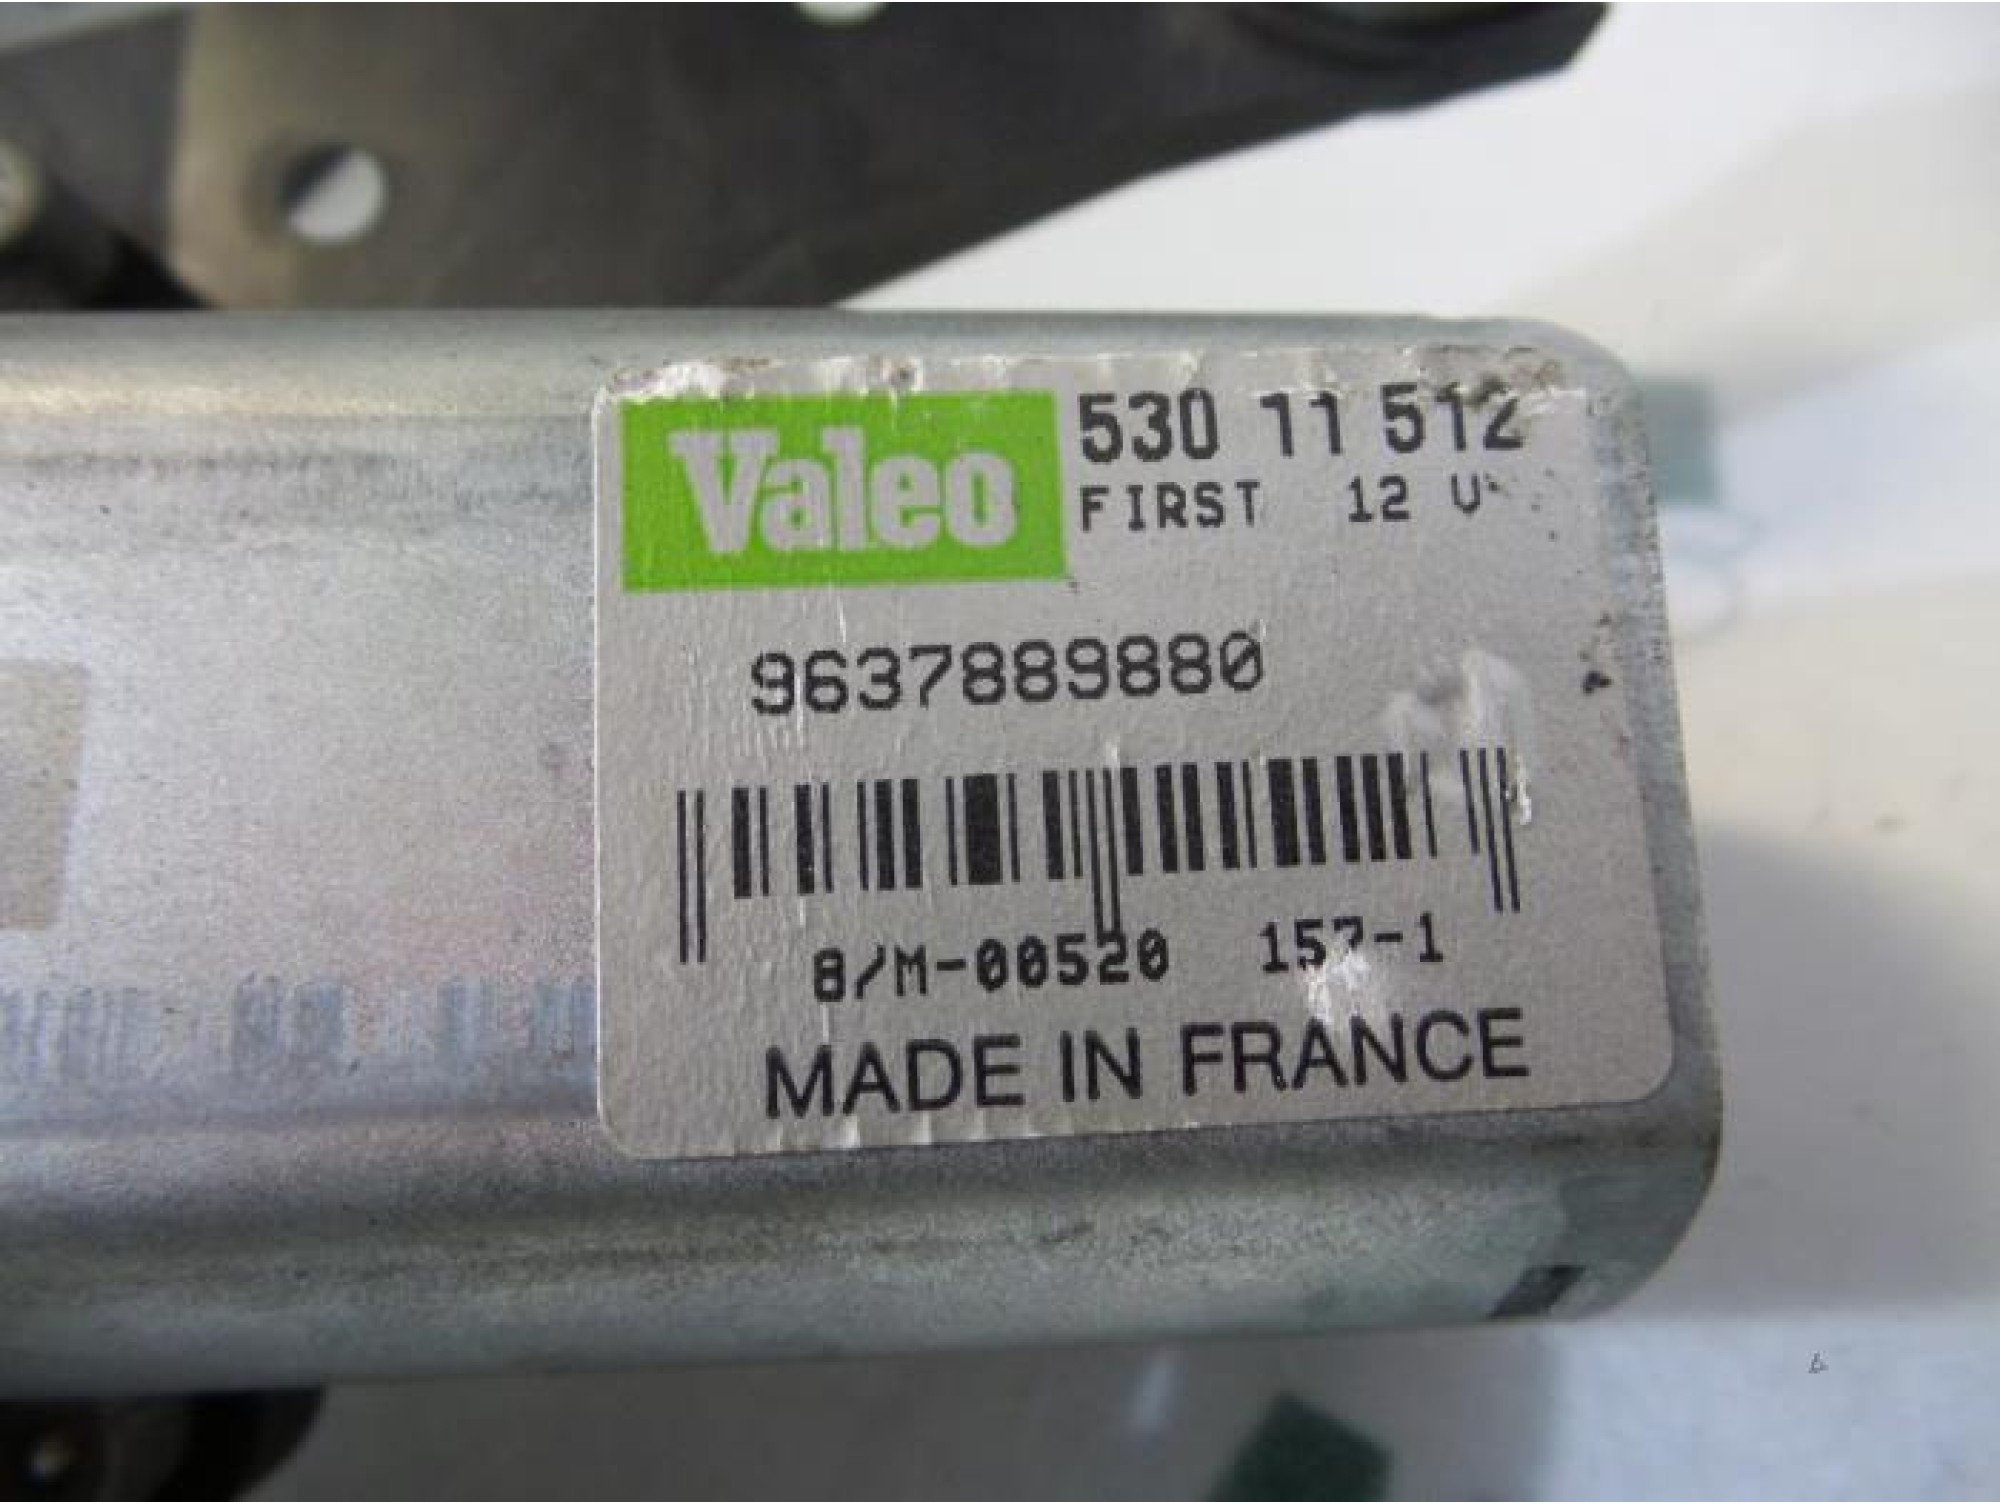 Valeo
530 11 512
FIRST 12 V
9637889880
8/M-00520 157-1
MADE IN FRANCE